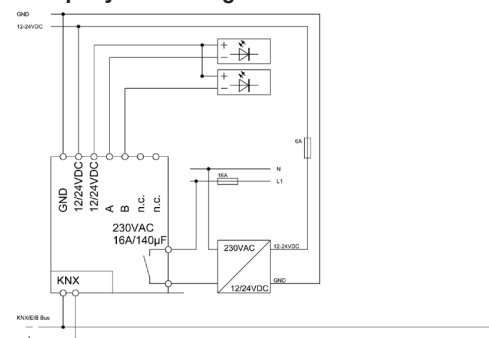 GND
12-24VDC
+
−
+
−
6A
N
16A
L1
GND
12/24VDC
12/24VDC
A
B
n.c.
n.c.
230VAC
16A/140µF
230VAC
12/24VDC
12-24VDC
GND
KNX
KNX/EIB Bus